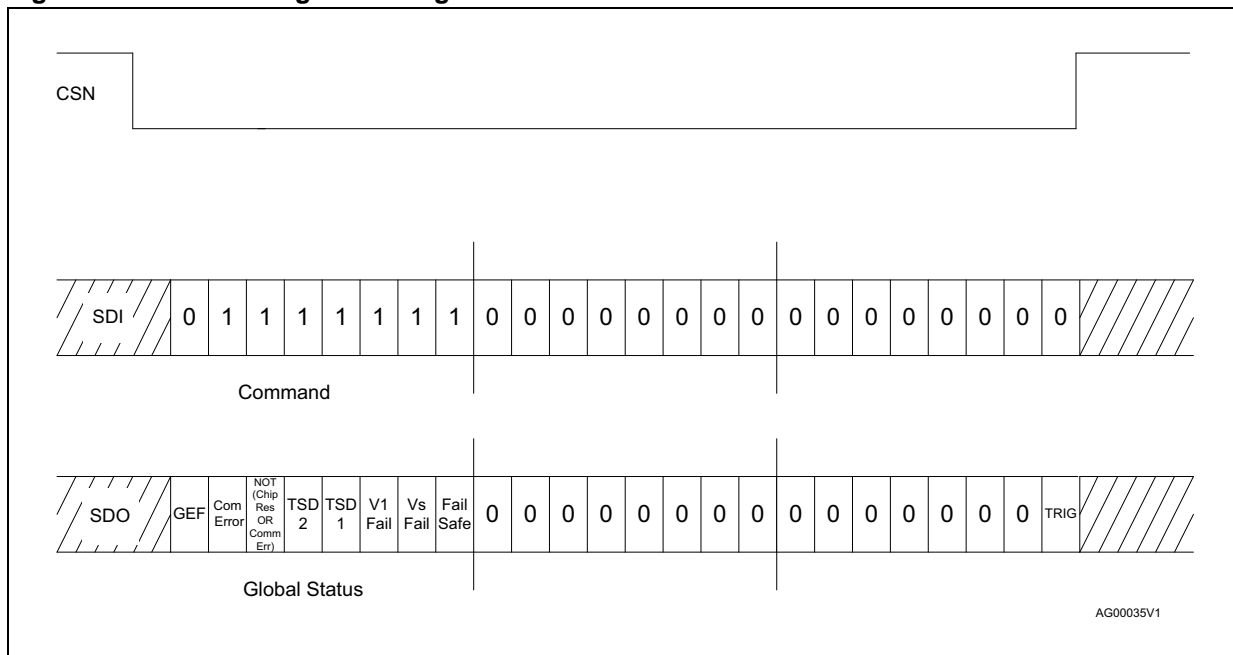 CSN
SDI 0 1 1 1 1 1 1 1 0 0 0 0 0 0 0 0 0 0 0 0 0 0 0 0
Command
SDO GEF Com Error NOT (Chip Res OR Comm Err) TSD 2 TSD 1 V1 Fail Vs Fail Fail Safe 0 0 0 0 0 0 0 0 0 0 0 0 0 0 0 TRIG
Global Status
AG00035V1